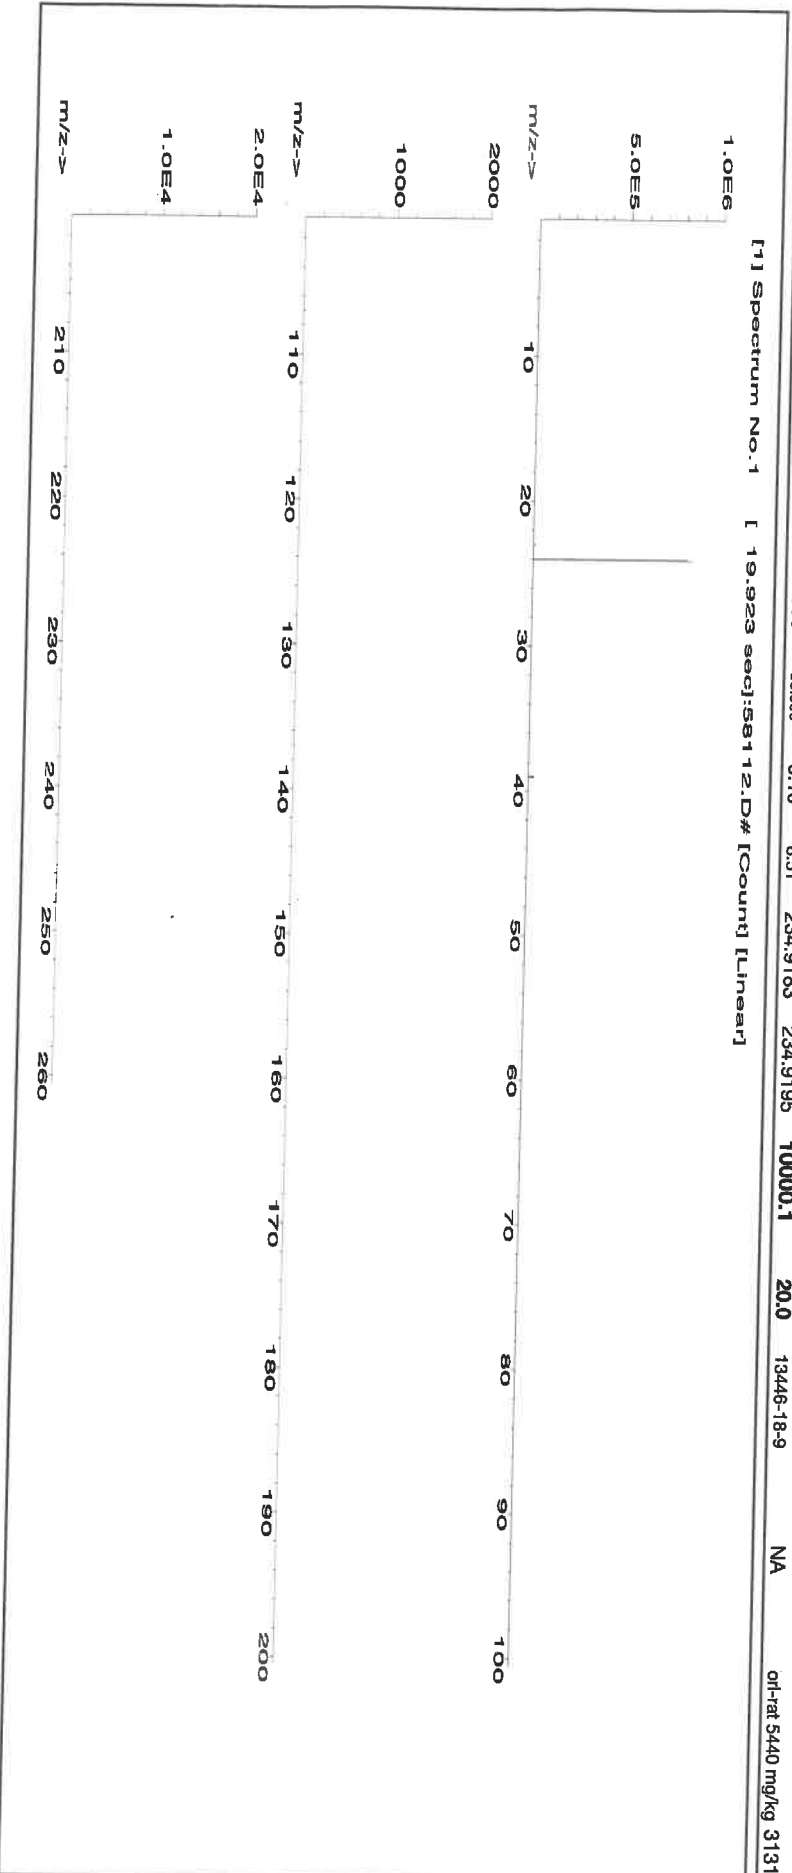 234.9183 234.9195 10000.1 20.0 13446-18-9 NA orl-rat 5440 mg/kg 3131
[1] Spectrum No.1 [ 19.923 sec]:58112.D# [Count] [Linear]
1.0E6
5.0E5
m/z-> 10 20 30 40 50 60 70 80 90 100
2000
1000
m/z-> 110 120 130 140 150 160 170 180 190 200
2.0E4
1.0E4
m/z-> 210 220 230 240 250 260